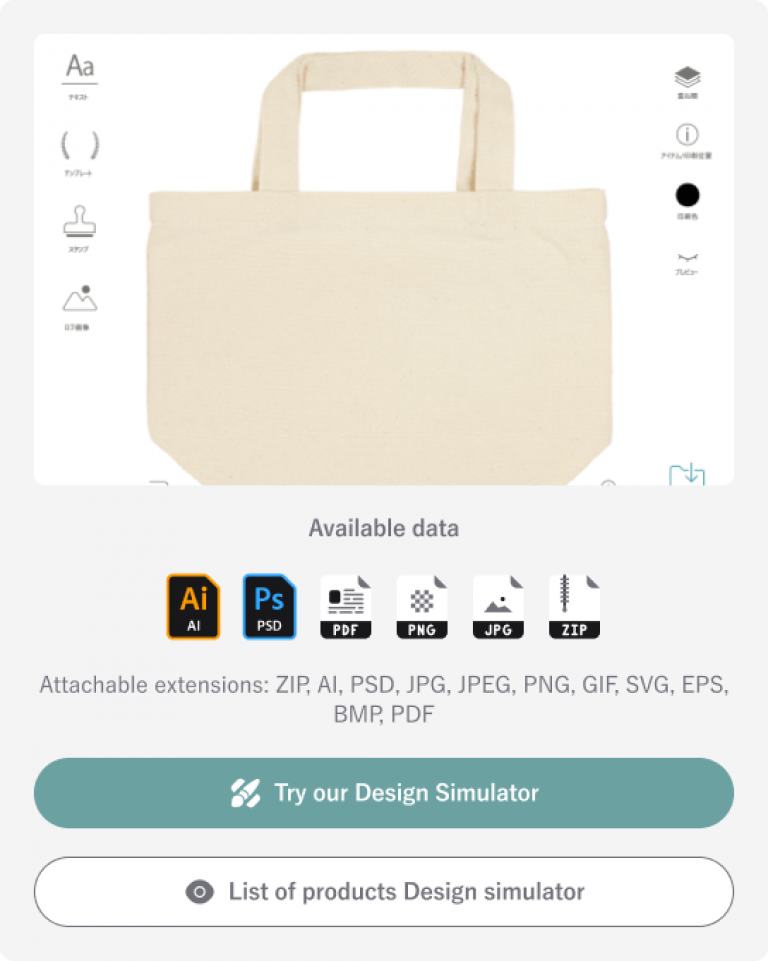 Aa
テキスト
テンプレート
スタンプ
ロゴ画像
重ね順
アイテム/印刷位置
印刷色
プレビュー
Available data
Ai
AI
Ps
PSD
PDF
PNG
JPG
ZIP
Attachable extensions: ZIP, AI, PSD, JPG, JPEG, PNG, GIF, SVG, EPS,
BMP, PDF
Try our Design Simulator
List of products Design simulator